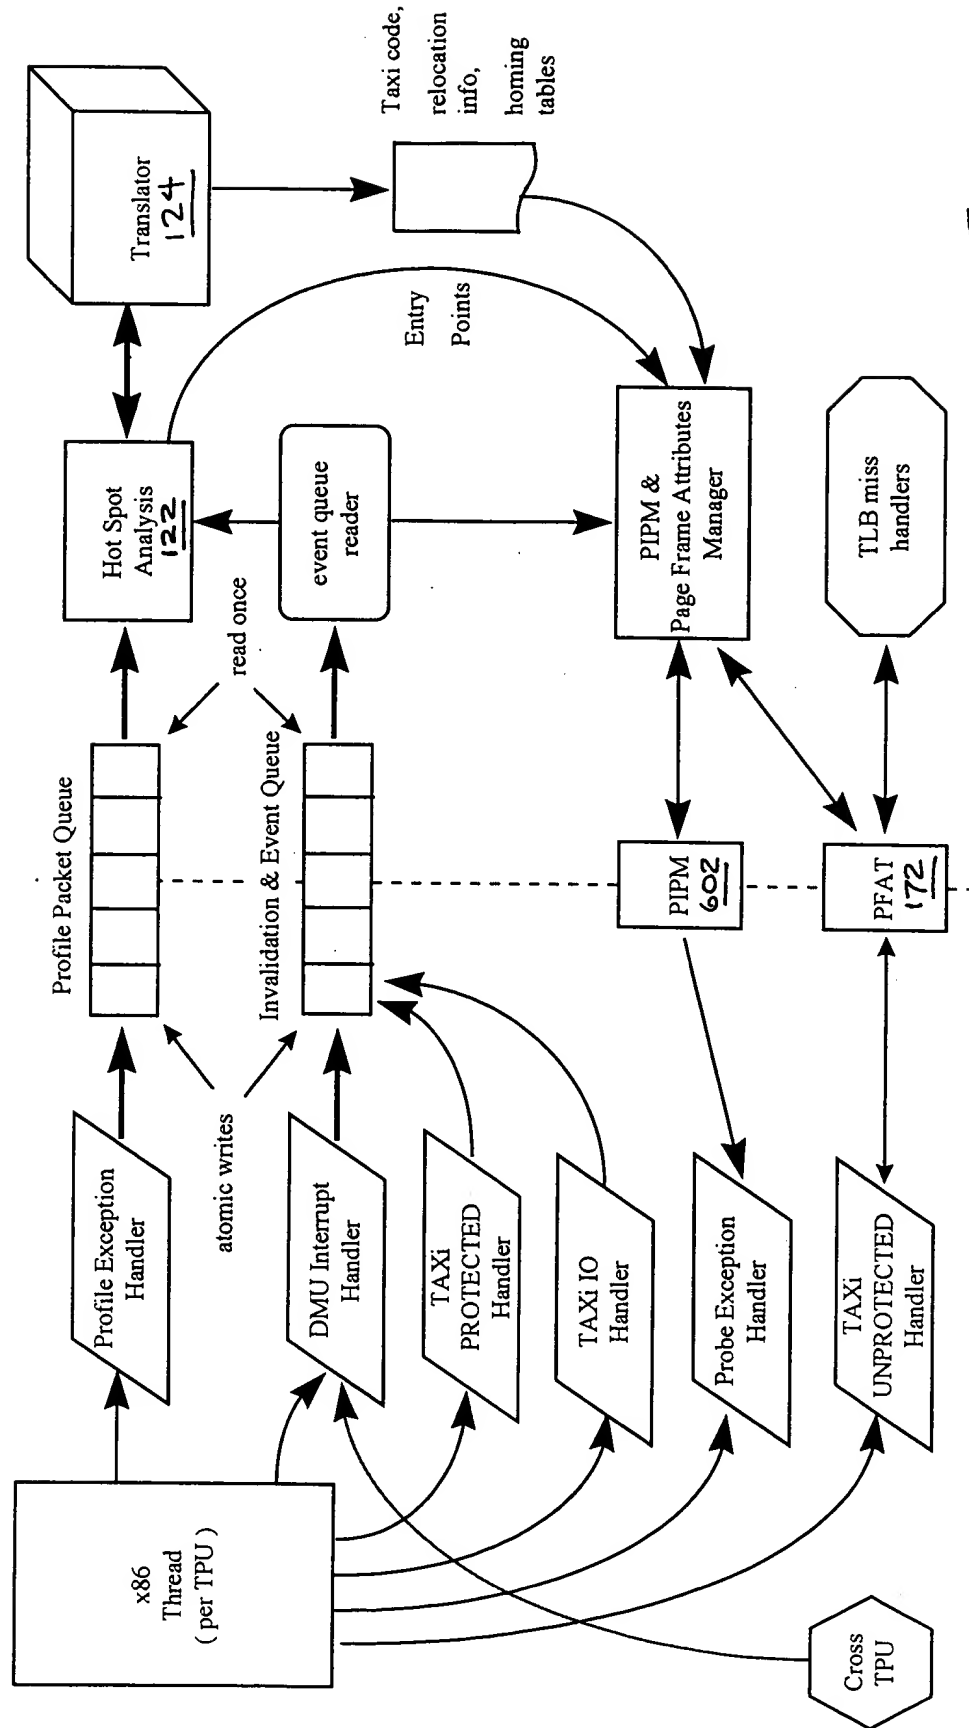 x86
Thread
( per TPU )
Cross
TPU
Profile Exception
Handler
DMU Interrupt
Handler
TAXi
PROTECTED
Handler
TAXi IO
Handler
Probe Exception
Handler
TAXi
UNPROTECTED
Handler
atomic writes
Profile Packet Queue
Invalidation & Event Queue
read once
PIPM
602
PFAT
172
Hot Spot
Analysis
122
event queue
reader
PIPM &
Page Frame Attributes
Manager
TLB miss
handlers
Entry
Points
Translator
124
Taxi code,
relocation
info,
homing
tables